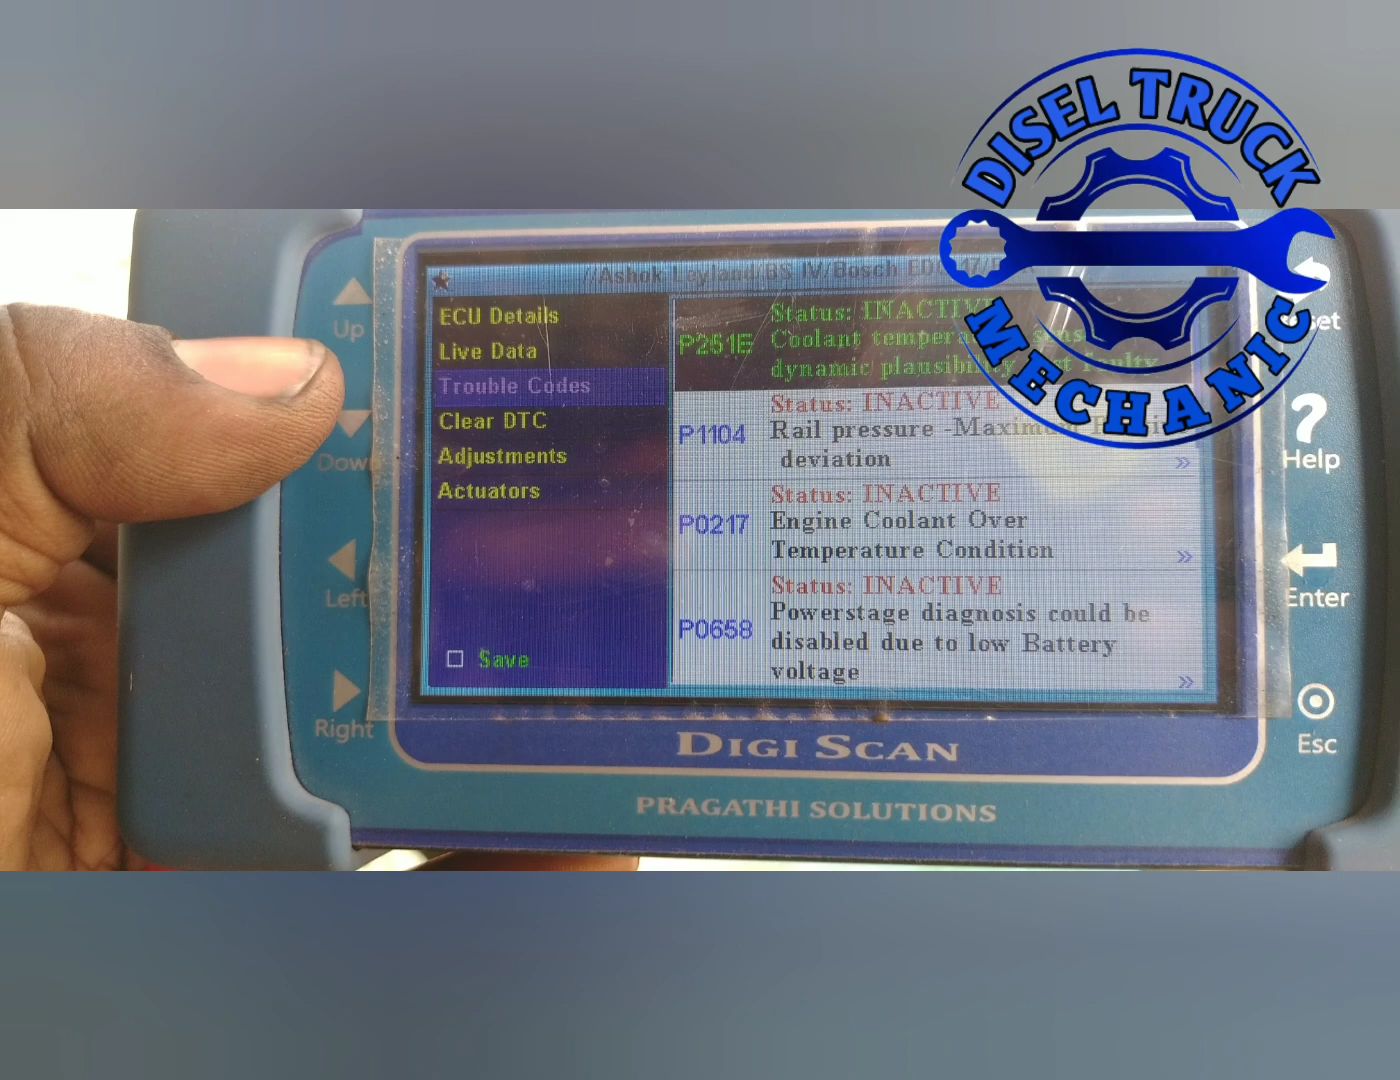 DISEL TRUCK
MECHANIC
//Ashok Leyland/BS IV/Bosch
ECU Details
Live Data
Trouble Codes
Clear DTC
Adjustments
Actuators
Save
P251E
Status: INACTIVE
Coolant
dynamic faulty
P1104
Status: INACTIVE
Rail pressure -Maximum
deviation
P0217
Status: INACTIVE
Engine Coolant Over
Temperature Condition
P0658
Status: INACTIVE
Powerstage diagnosis could be
disabled due to low Battery
voltage
Up
Down
Left
Right
Help
Enter
Esc
DIGI SCAN
PRAGATHI SOLUTIONS